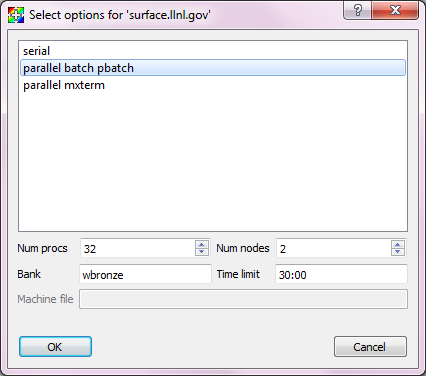 Select options for 'surface.llnl.gov'
serial
parallel batch pbatch
parallel mxterm
Num procs 32 Num nodes 2
Bank wbronze Time limit 30:00
Machine file
OK Cancel